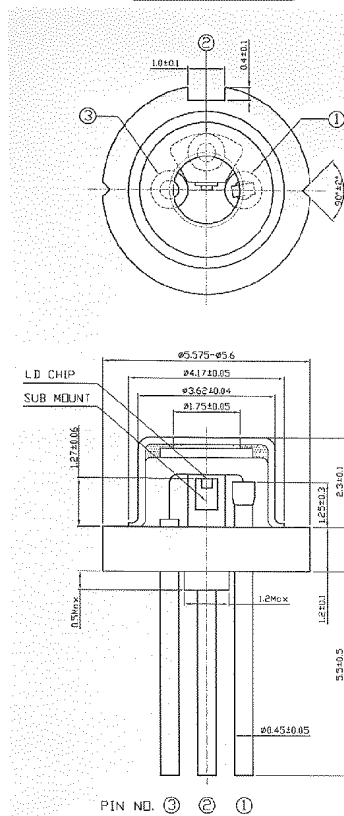 ②
1.0±0.1
0.4±0.1
③
①
90°±2°
ø5.575-ø5.6
LD CHIP
ø4.17±0.05
SUB MOUNT
ø3.62±0.04
ø1.75±0.05
1.27±0.06
2.3±0.1
1.25±0.3
0.5Max
1.2Max
1.2±0.1
5.5±0.5
ø0.45±0.05
PIN NO. ③ ② ①